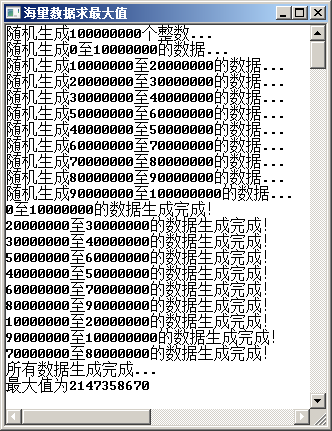 海量数据求最大值
随机生成100000000个整数...
随机生成0至10000000的数据...
随机生成10000000至20000000的数据...
随机生成20000000至30000000的数据...
随机生成30000000至40000000的数据...
随机生成50000000至60000000的数据...
随机生成40000000至50000000的数据...
随机生成60000000至70000000的数据...
随机生成70000000至80000000的数据...
随机生成80000000至90000000的数据...
随机生成90000000至100000000的数据...
0至10000000的数据生成完成!
20000000至30000000的数据生成完成!
30000000至40000000的数据生成完成!
50000000至60000000的数据生成完成!
40000000至50000000的数据生成完成!
60000000至70000000的数据生成完成!
80000000至90000000的数据生成完成!
10000000至20000000的数据生成完成!
90000000至100000000的数据生成完成!
70000000至80000000的数据生成完成!
所有数据生成完成...
最大值为2147358670